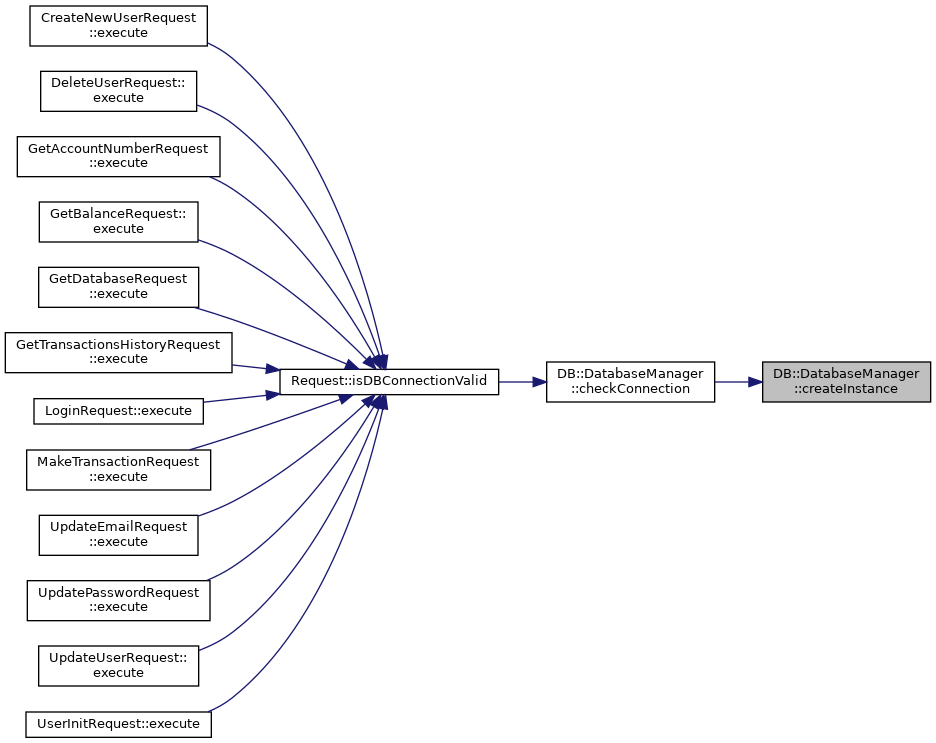 CreateNewUserRequest
::execute
DeleteUserRequest::
execute
GetAccountNumberRequest
::execute
GetBalanceRequest::
execute
GetDatabaseRequest
::execute
GetTransactionsHistoryRequest
::execute
LoginRequest::execute
MakeTransactionRequest
::execute
UpdateEmailRequest
::execute
UpdatePasswordRequest
::execute
UpdateUserRequest::
execute
UserInitRequest::execute
Request::isDBConnectionValid
DB::DatabaseManager
::checkConnection
DB::DatabaseManager
::createInstance